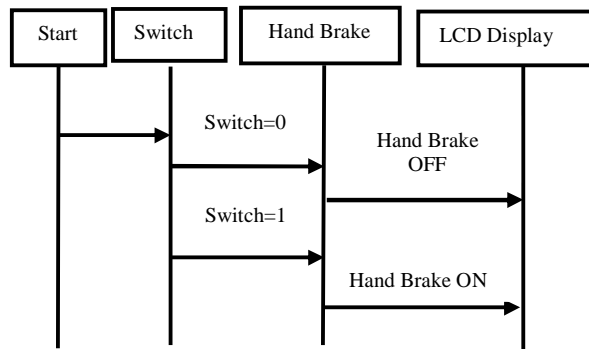 Start
Switch
Hand Brake
LCD Display
Switch=0
Hand Brake
OFF
Switch=1
Hand Brake ON